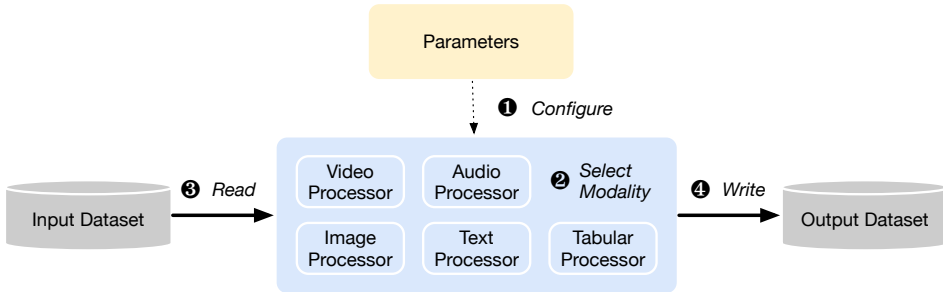 Parameters
❶ Configure
Video
Processor
Audio
Processor
❷ Select
Modality
❸ Read
❹ Write
Input Dataset
Output Dataset
Image
Processor
Text
Processor
Tabular
Processor